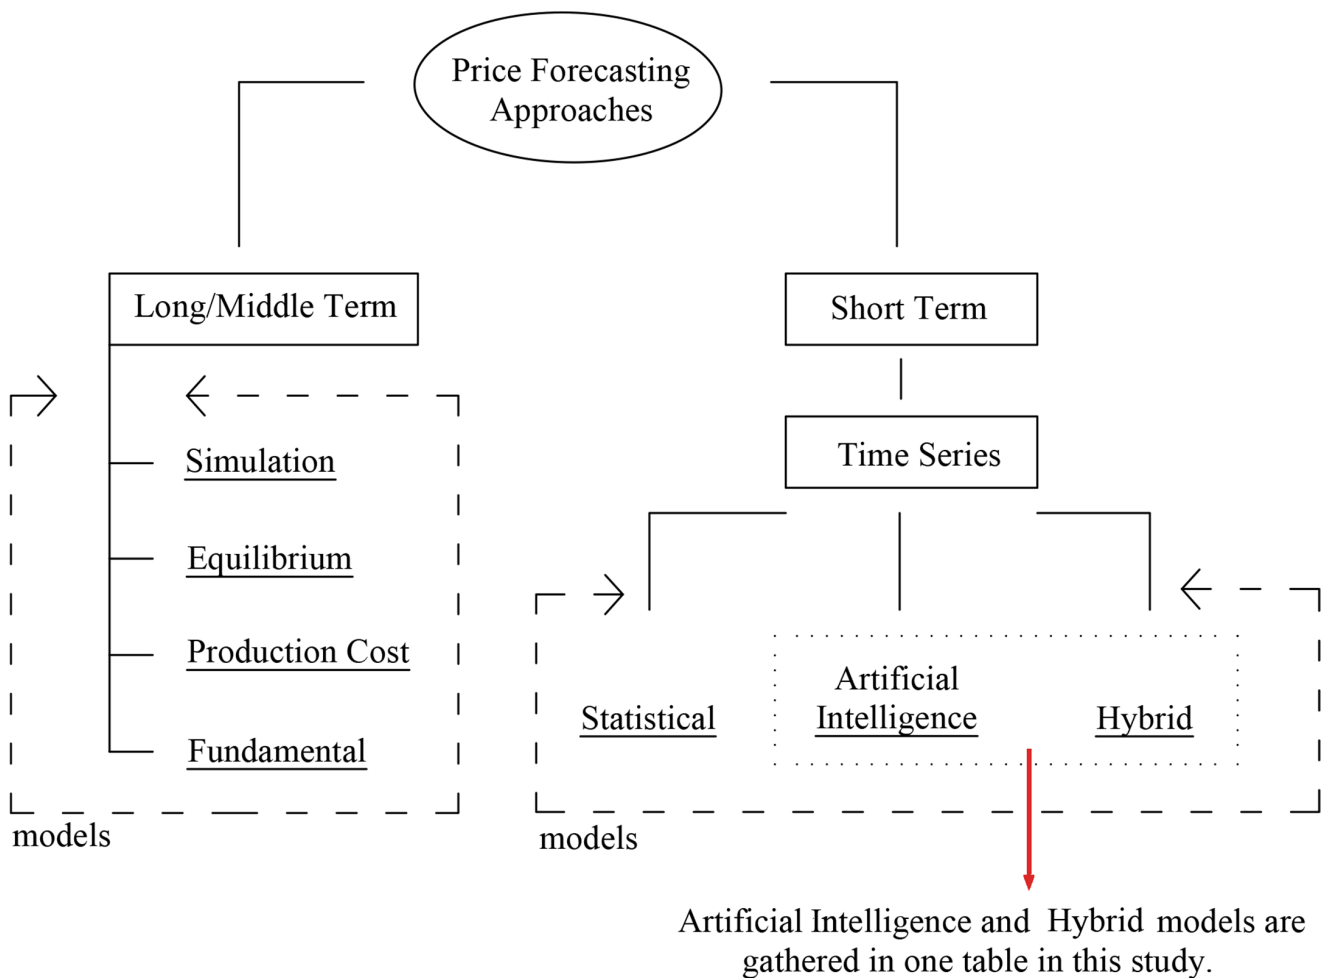 Price Forecasting
Approaches
Long/Middle Term
Simulation
Equilibrium
Production Cost
Fundamental
models
Short Term
Time Series
Statistical
Artificial
Intelligence
Hybrid
models
Artificial Intelligence and Hybrid models are
gathered in one table in this study.